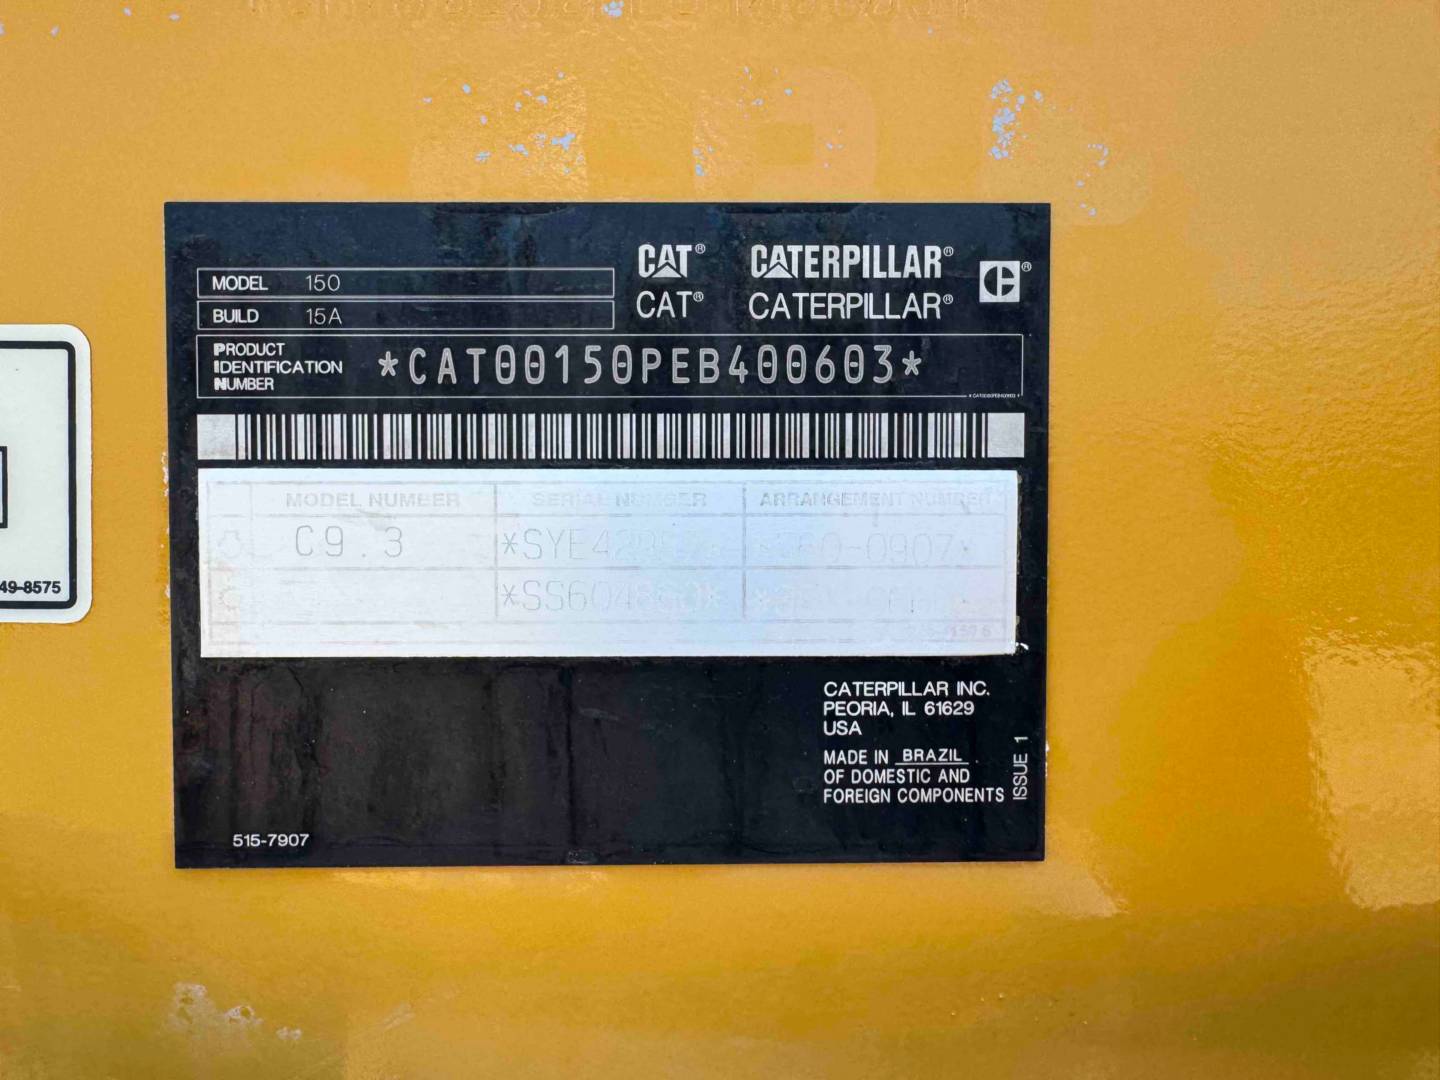 CAT® CATERPILLAR®
CAT® CATERPILLAR®
C®
MODEL 150
BUILD 15A
PRODUCT
IDENTIFICATION
NUMBER
*CAT00150PEB400603*
MODEL NUMBER SERIAL NUMBER ARRANGEMENT NUMBER
C9.3
CATERPILLAR INC.
PEORIA, IL 61629
USA
MADE IN BRAZIL.
OF DOMESTIC AND
FOREIGN COMPONENTS
ISSUE 1
515-7907
49-8575